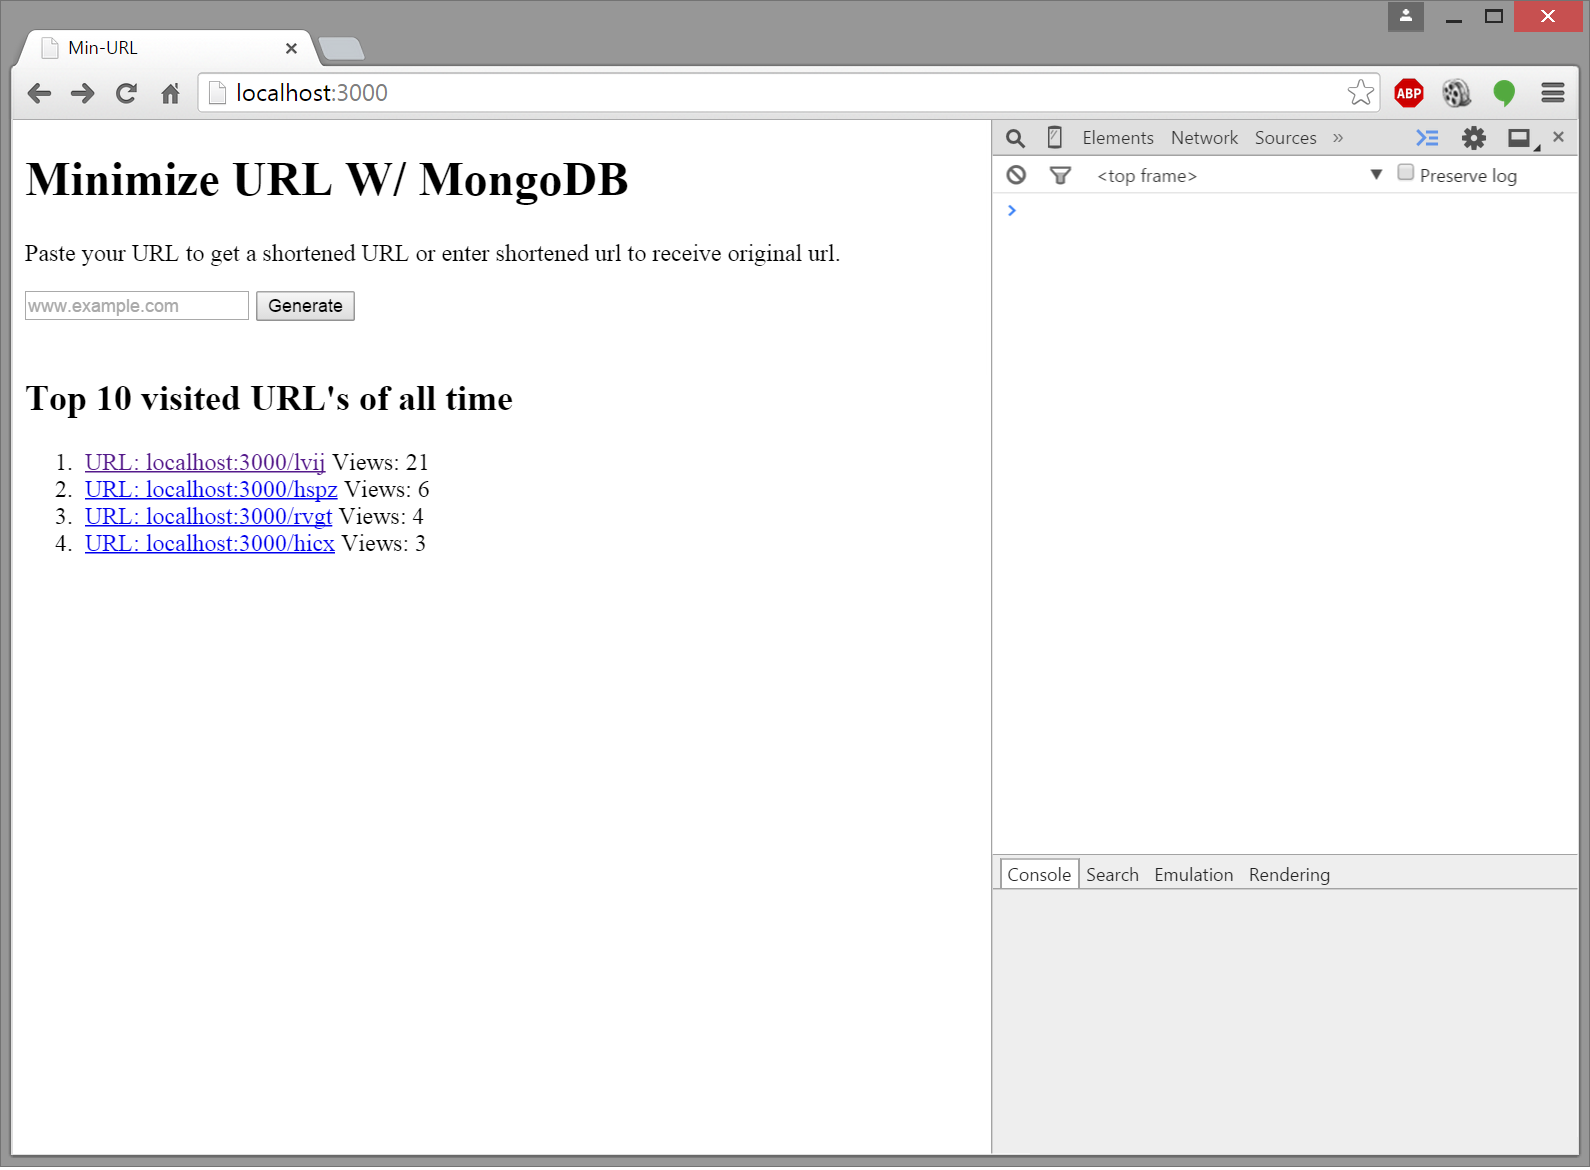 Min-URL
localhost:3000
ABP
Minimize URL W/ MongoDB
Paste your URL to get a shortened URL or enter shortened url to receive original url.
www.example.com Generate
Top 10 visited URL's of all time
1. URL: localhost:3000/lvij Views: 21
2. URL: localhost:3000/hspz Views: 6
3. URL: localhost:3000/rvgt Views: 4
4. URL: localhost:3000/hicx Views: 3
Elements Network Sources »
<top frame> ▼ Preserve log
Console Search Emulation Rendering